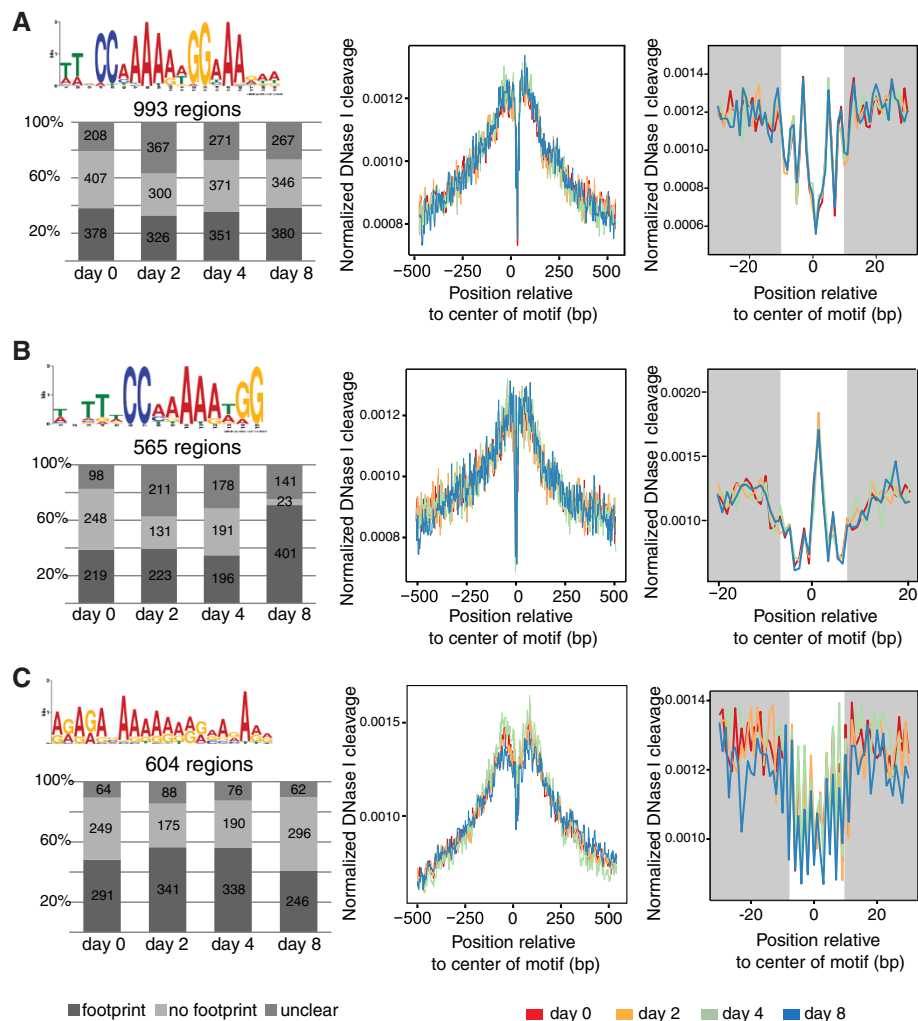 A
993 regions
100%
60%
20%
208
367
271
267
407
300
371
346
378
326
351
380
day 0 day 2 day 4 day 8
Normalized DNase I cleavage
0.0012
0.0010
0.0008
−500 −250 0 250 500
Position relative
to center of motif (bp)
Normalized DNase I cleavage
0.0014
0.0012
0.0010
0.0008
0.0006
−20 0 20
Position relative
to center of motif (bp)
B
565 regions
100%
60%
20%
98
211
178
141
248
131
191
23
219
223
196
401
day 0 day 2 day 4 day 8
Normalized DNase I cleavage
0.0012
0.0010
0.0008
−500 −250 0 250 500
Position relative
to center of motif (bp)
Normalized DNase I cleavage
0.0020
0.0015
0.0010
−20 0 20
Position relative
to center of motif (bp)
C
604 regions
100%
60%
20%
64
88
76
62
249
175
190
296
291
341
338
246
day 0 day 2 day 4 day 8
Normalized DNase I cleavage
0.0015
0.0010
−500 −250 0 250 500
Position relative
to center of motif (bp)
Normalized DNase I cleavage
0.0014
0.0012
0.0010
−20 0 20
Position relative
to center of motif (bp)
footprint no footprint unclear
day 0 day 2 day 4 day 8